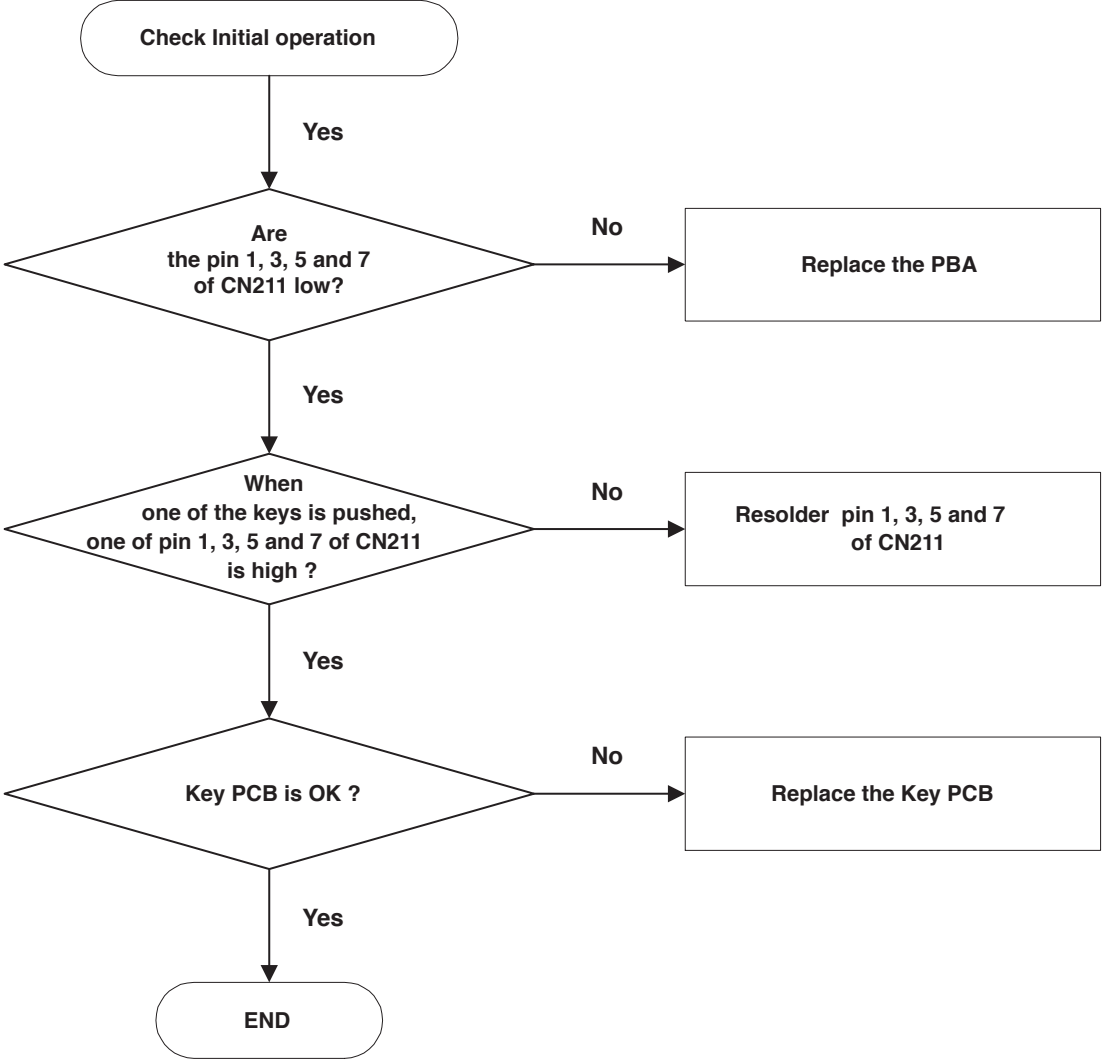 Check Initial operation
Yes
Are
the pin 1, 3, 5 and 7
of CN211 low?
No
Replace the PBA
Yes
When
one of the keys is pushed,
one of pin 1, 3, 5 and 7 of CN211
is high ?
No
Resolder pin 1, 3, 5 and 7
of CN211
Yes
Key PCB is OK ?
No
Replace the Key PCB
Yes
END